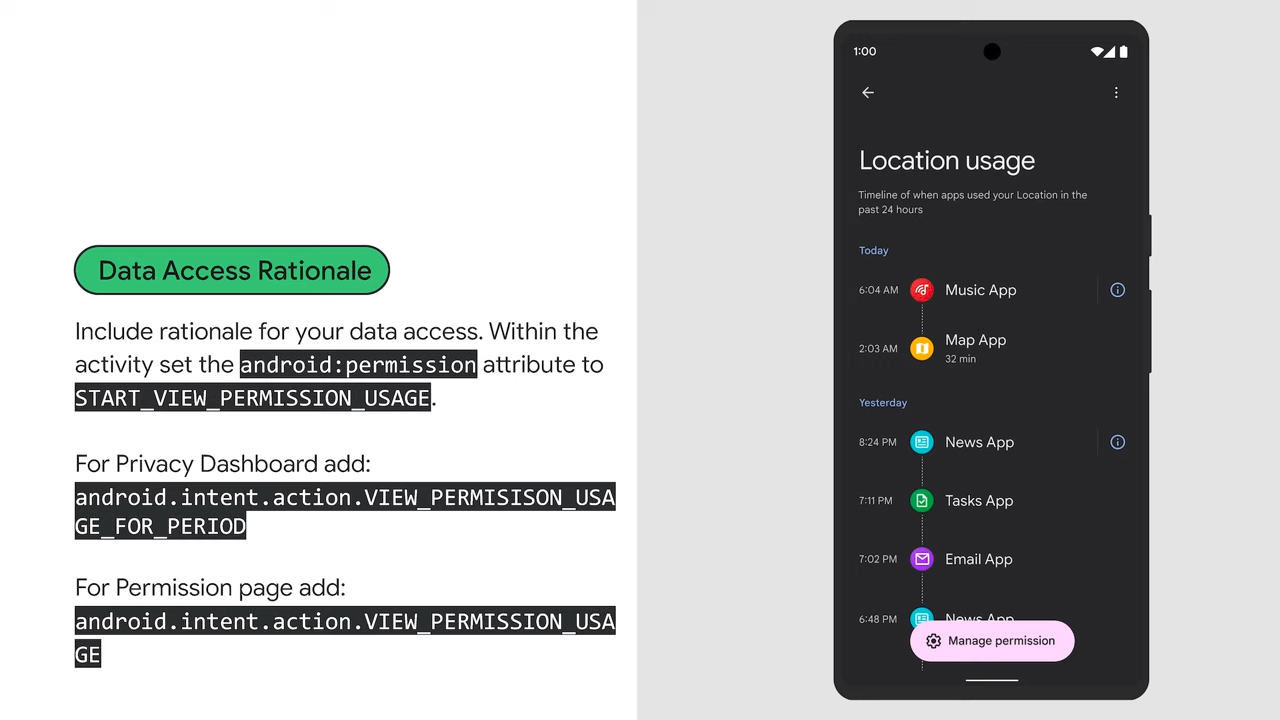 Data Access Rationale
Include rationale for your data access. Within the
activity set the android:permission attribute to
START_VIEW_PERMISSION_USAGE.
For Privacy Dashboard add:
android.intent.action.VIEW_PERMISISON_USA
GE_FOR_PERIOD
For Permission page add:
android.intent.action.VIEW_PERMISSION_USA
GE
1:00
Location usage
Timeline of when apps used your Location in the
past 24 hours
Today
6:04 AM Music App
2:03 AM Map App
32 min
Yesterday
8:24 PM News App
7:11 PM Tasks App
7:02 PM Email App
6:48 PM News App
Manage permission